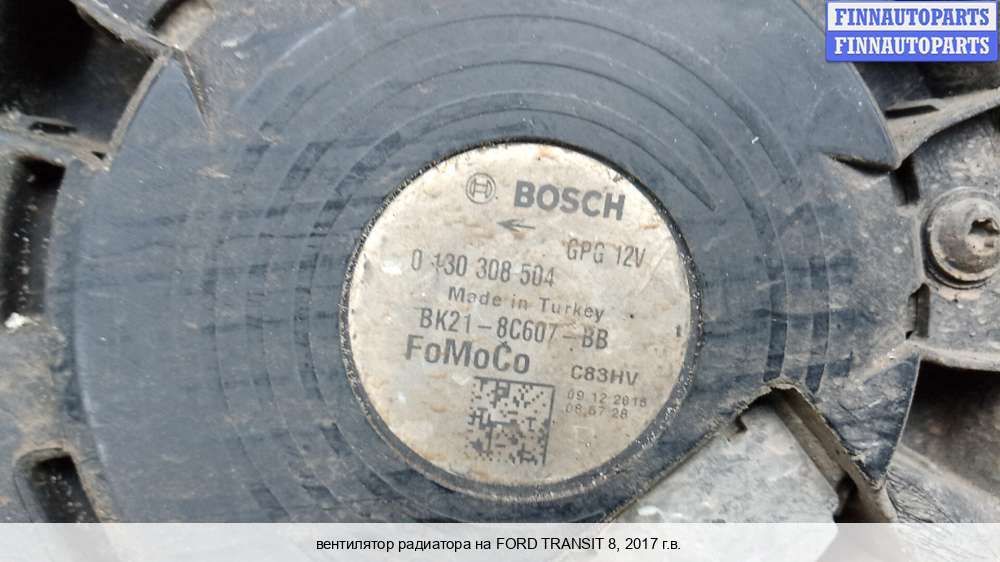 FINNAUTOPARTS
FINNAUTOPARTS
BOSCH
GPG 12V
0 130 308 504
Made in Turkey
BK21-8C607-BB
FoMoCo
C83HV
09.12.2016
08:57:28
вентилятор радиатора на FORD TRANSIT 8, 2017 г.в.